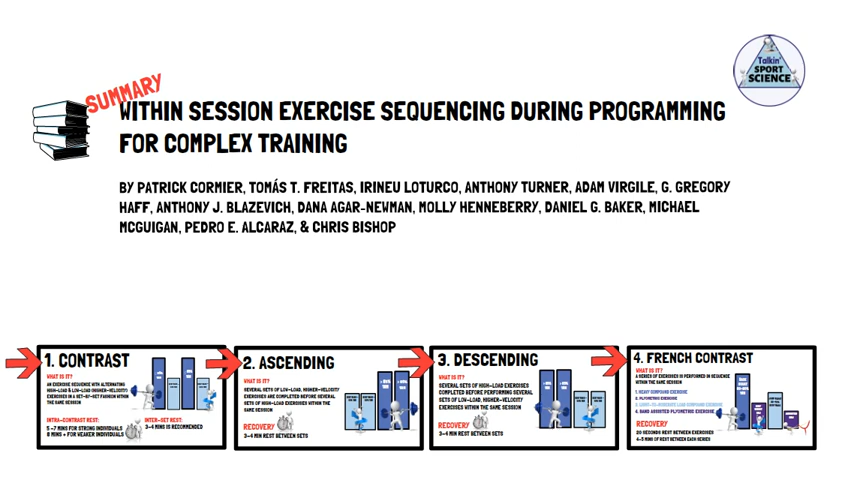 Talkin'
SPORT
SCIENCE
SUMMARY
WITHIN SESSION EXERCISE SEQUENCING DURING PROGRAMMING
FOR COMPLEX TRAINING
BY PATRICK CORMIER, TOMÁS T. FREITAS, IRINEU LOTURCO, ANTHONY TURNER, ADAM VIRGILE, G. GREGORY
HAFF, ANTHONY J. BLAZEVICH, DANA AGAR-NEWMAN, MOLLY HENNEBERRY, DANIEL G. BAKER, MICHAEL
MCGUIGAN, PEDRO E. ALCARAZ, & CHRIS BISHOP
1. CONTRAST
WHAT IS IT?
AN EXERCISE SEQUENCE WITH ALTERNATING
HIGH-LOAD & LOW-LOAD (HIGHER-VELOCITY)
EXERCISES IN A SET-BY-SET FASHION WITHIN
THE SAME SESSION
INTRA-CONTRAST REST:
5 -7 MINS FOR STRONG INDIVIDUALS
8 MINS + FOR WEAKER INDIVIDUALS
INTER-SET REST:
3-4 MINS IS RECOMMENDED
2. ASCENDING
WHAT IS IT?
SEVERAL SETS OF LOW-LOAD, HIGHER-VELOCITY
EXERCISES ARE COMPLETED BEFORE SEVERAL
SETS OF HIGH-LOAD EXERCISES WITHIN THE
SAME SESSION
RECOVERY
3-4 MIN REST BETWEEN SETS
3. DESCENDING
WHAT IS IT?
SEVERAL SETS OF HIGH-LOAD EXERCISES
COMPLETED BEFORE PERFORMING SEVERAL
SETS OF LOW-LOAD, HIGHER-VELOCITY
EXERCISES WITHIN THE SAME SESSION
RECOVERY
3-4 MIN REST BETWEEN SETS
4. FRENCH CONTRAST
WHAT IS IT?
A SERIES OF EXERCISES IS PERFORMED IN SEQUENCE
WITHIN THE SAME SESSION
1. HEAVY COMPOUND EXERCISE
2. PLYOMETRIC EXERCISE
4. BAND ASSISTED PLYOMETRIC EXERCISE
RECOVERY
20 SECONDS REST BETWEEN EXERCISES
4-5 MINS OF REST BETWEEN EACH SERIES